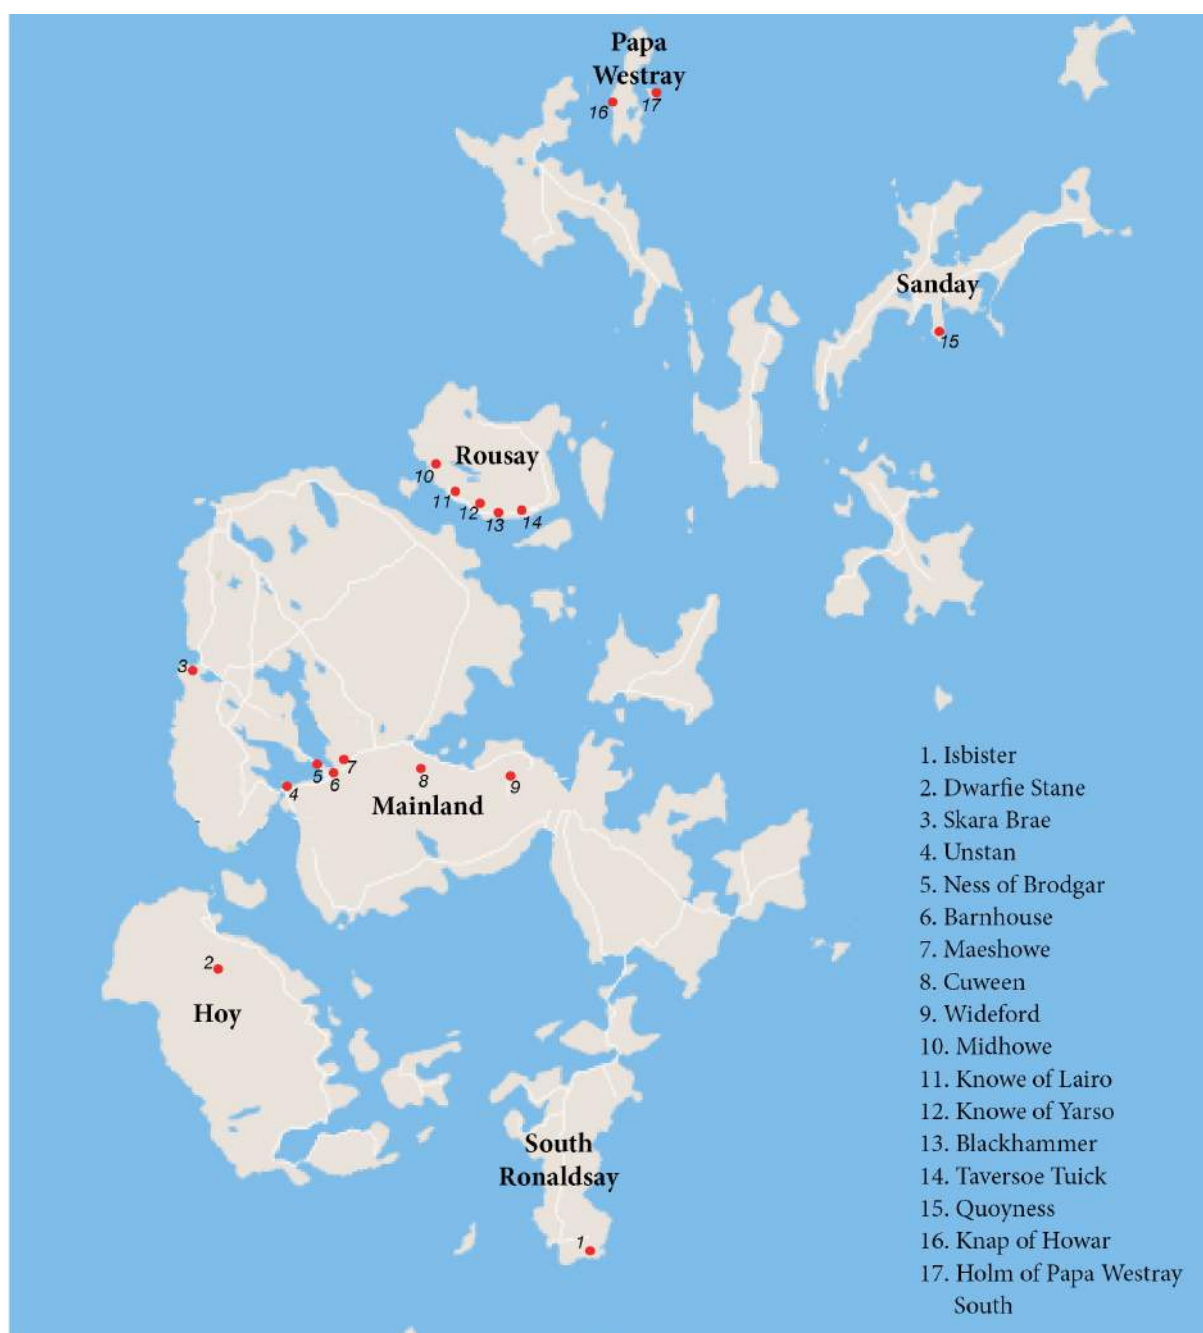 Papa
Westray
16
17
Sanday
15
Rousay
10
11
12
13
14
3
5
6
7
4
8
9
Mainland
2
Hoy
South
Ronaldsay
1
1. Isbister
2. Dwarfie Stane
3. Skara Brae
4. Unstan
5. Ness of Brodgar
6. Barnhouse
7. Maeshowe
8. Cuween
9. Wideford
10. Midhowe
11. Knowe of Lairo
12. Knowe of Yarso
13. Blackhammer
14. Taversoe Tuick
15. Quoyness
16. Knap of Howar
17. Holm of Papa Westray
South